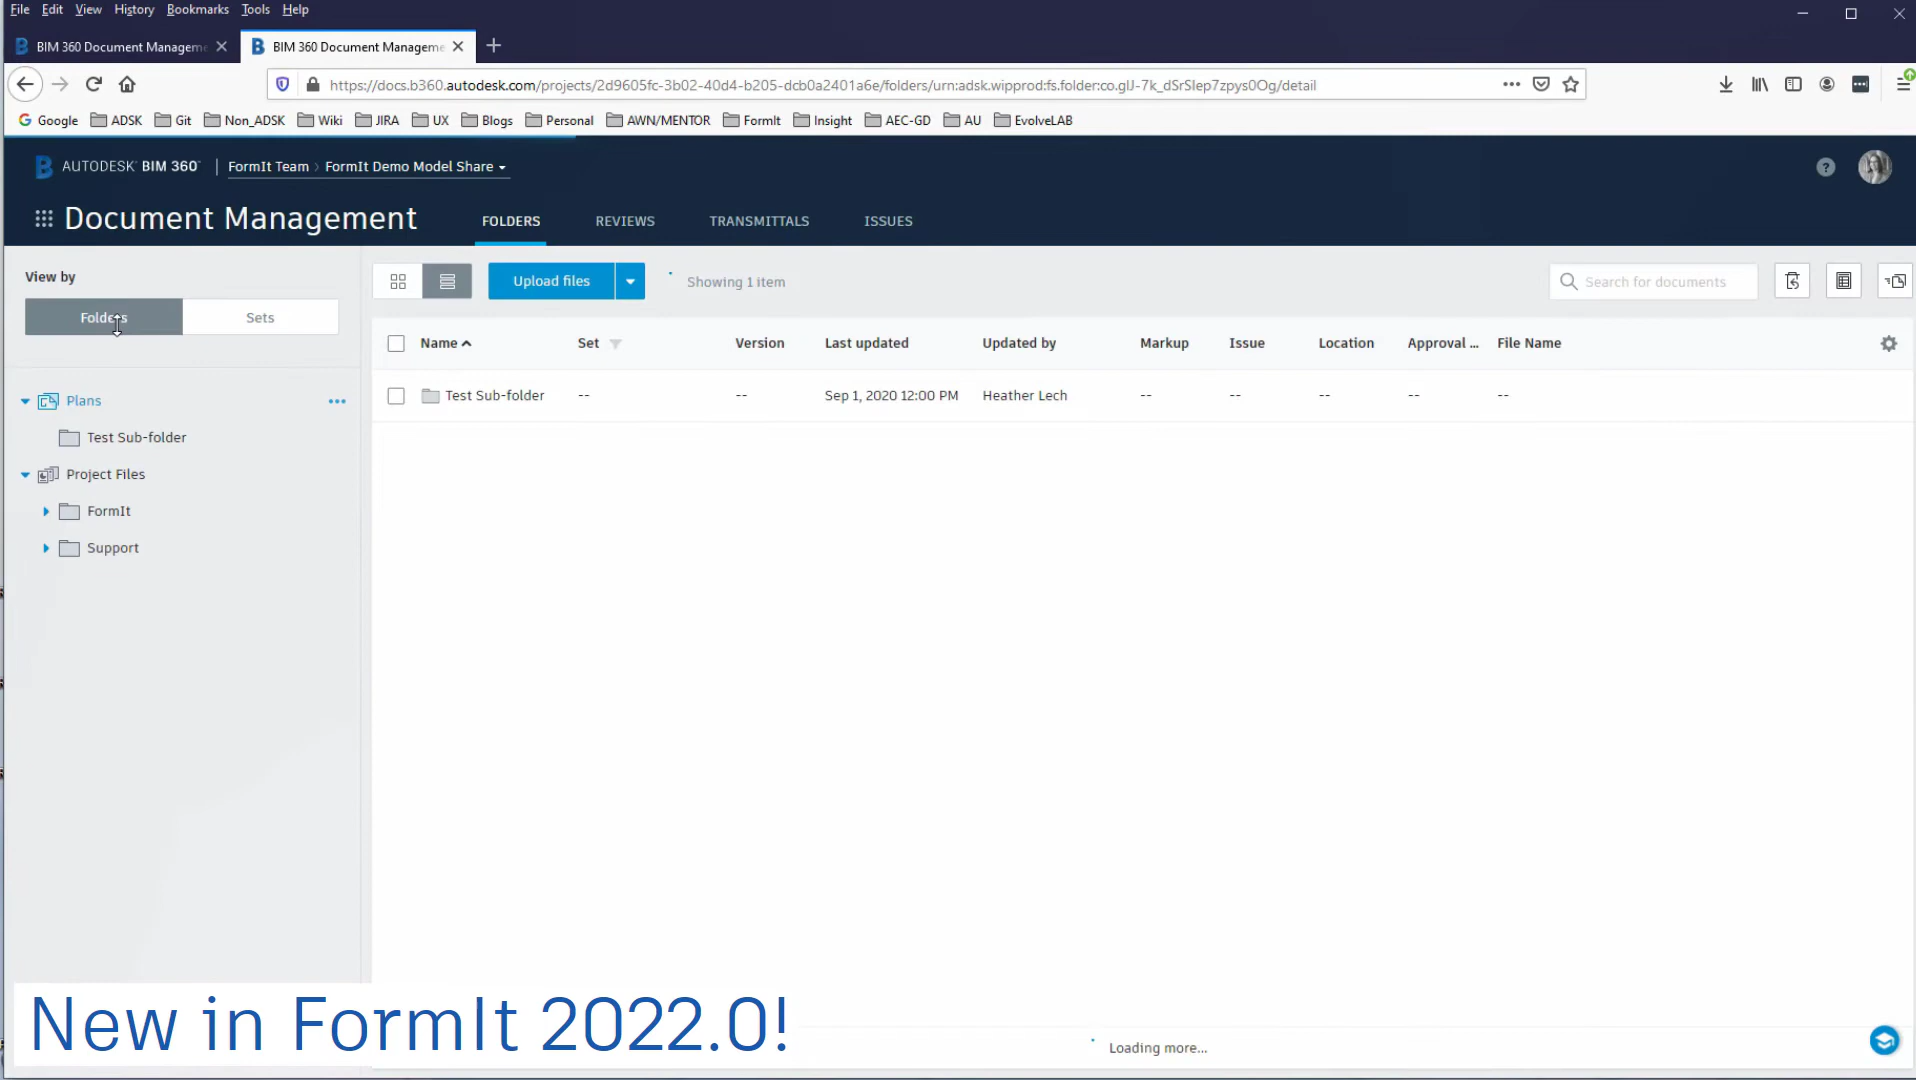 File Edit View History Bookmarks Tools Help
BIM 360 Document Manageme
BIM 360 Document Manageme
https://docs.b360.autodesk.com/projects/2d9605fc-3b02-40d4-b205-dcb0a2401a6e/folders/urn:adsk.wipprod:fs.folder:co.glJ-7k_dSrSIep7zpys0Og/detail
Google ADSK Git Non_ADSK Wiki JIRA UX Blogs Personal AWN/MENTOR FormIt Insight AEC-GD AU EvolveLAB
AUTODESK BIM 360 FormIt Team › FormIt Demo Model Share
Document Management FOLDERS REVIEWS TRANSMITTALS ISSUES
View by
Folders Sets
Plans
Test Sub-folder
Project Files
FormIt
Support
Upload files Showing 1 item Search for documents
Name Set Version Last updated Updated by Markup Issue Location Approval ... File Name
Test Sub-folder -- -- Sep 1, 2020 12:00 PM Heather Lech -- -- -- -- --
New in FormIt 2022.0!
Loading more...